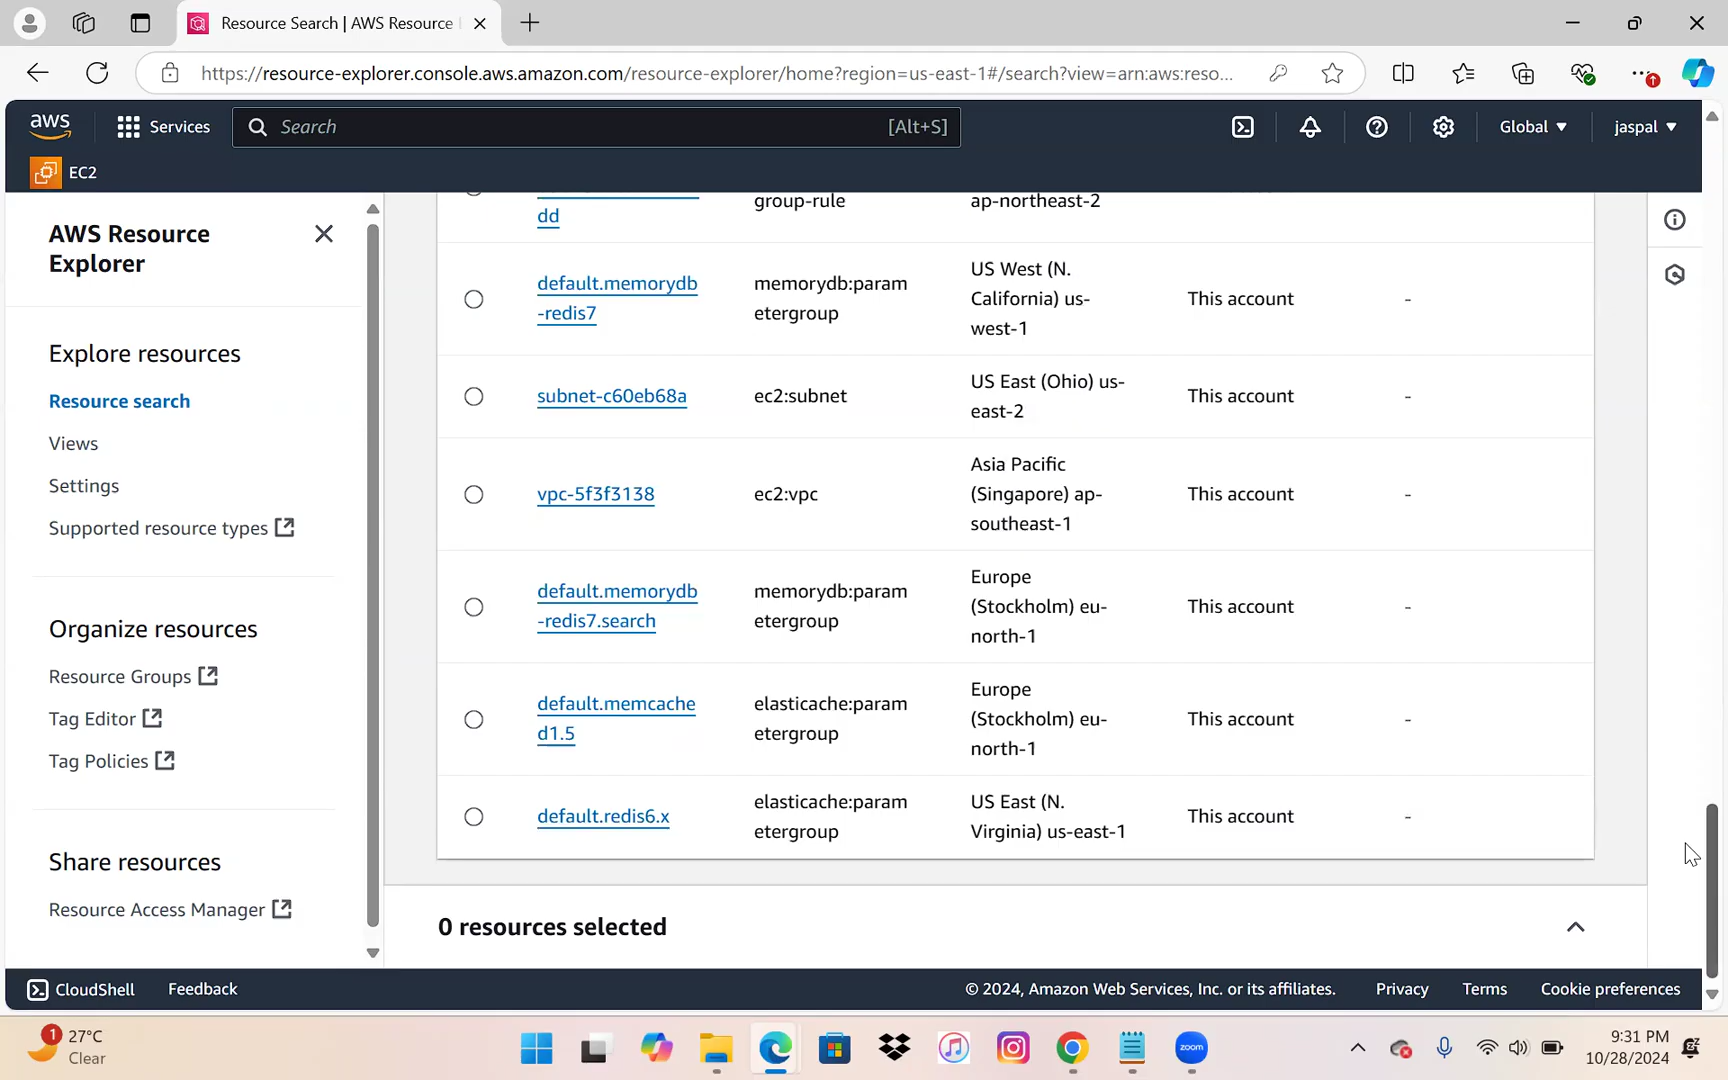 Resource Search | AWS Resource
https://resource-explorer.console.aws.amazon.com/resource-explorer/home?region=us-east-1#/search?view=arn:aws:reso...
aws
Services
Search
[Alt+S]
Global
jaspal
EC2
AWS Resource
Explorer
Explore resources
Resource search
Views
Settings
Supported resource types
Organize resources
Resource Groups
Tag Editor
Tag Policies
Share resources
Resource Access Manager
dd
group-rule
ap-northeast-2
default.memorydb
-redis7
memorydb:param
etergroup
US West (N.
California) us-
west-1
This account
-
subnet-c60eb68a
ec2:subnet
US East (Ohio) us-
east-2
This account
-
vpc-5f3f3138
ec2:vpc
Asia Pacific
(Singapore) ap-
southeast-1
This account
-
default.memorydb
-redis7.search
memorydb:param
etergroup
Europe
(Stockholm) eu-
north-1
This account
-
default.memcache
d1.5
elasticache:param
etergroup
Europe
(Stockholm) eu-
north-1
This account
-
default.redis6.x
elasticache:param
etergroup
US East (N.
Virginia) us-east-1
This account
-
0 resources selected
CloudShell
Feedback
© 2024, Amazon Web Services, Inc. or its affiliates.
Privacy
Terms
Cookie preferences
1
27°C
Clear
zoom
9:31 PM
10/28/2024